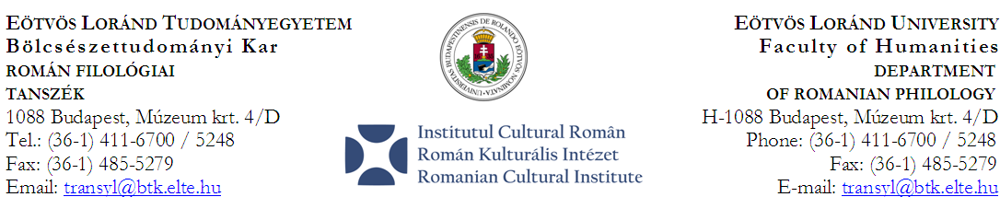 EÖTVÖS LORÁND TUDOMÁNYEGYETEM
Bölcsészettudományi Kar
ROMÁN FILOLÓGIAI
TANSZÉK
1088 Budapest, Múzeum krt. 4/D
Tel.: (36-1) 411-6700 / 5248
Fax: (36-1) 485-5279
Email: transyl@btk.elte.hu
UNIVERSITAS BUDAPESTINENSIS DE ROLANDO EÖTVÖS NOMINATA
Institutul Cultural Român
Román Kulturális Intézet
Romanian Cultural Institute
EÖTVÖS LORÁND UNIVERSITY
Faculty of Humanities
DEPARTMENT
OF ROMANIAN PHILOLOGY
H-1088 Budapest, Múzeum krt. 4/D
Phone: (36-1) 411-6700 / 5248
Fax: (36-1) 485-5279
E-mail: transyl@btk.elte.hu